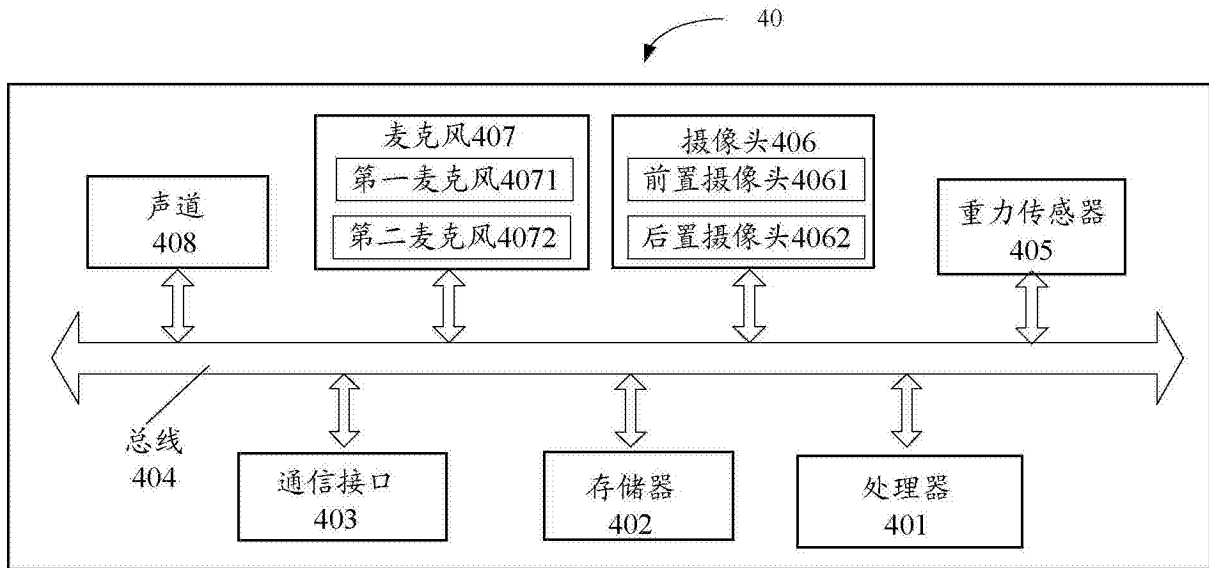 40
麦克风407
第一麦克风4071
第二麦克风4072
摄像头406
前置摄像头4061
后置摄像头4062
声道
408
重力传感器
405
总线
404
通信接口
403
存储器
402
处理器
401